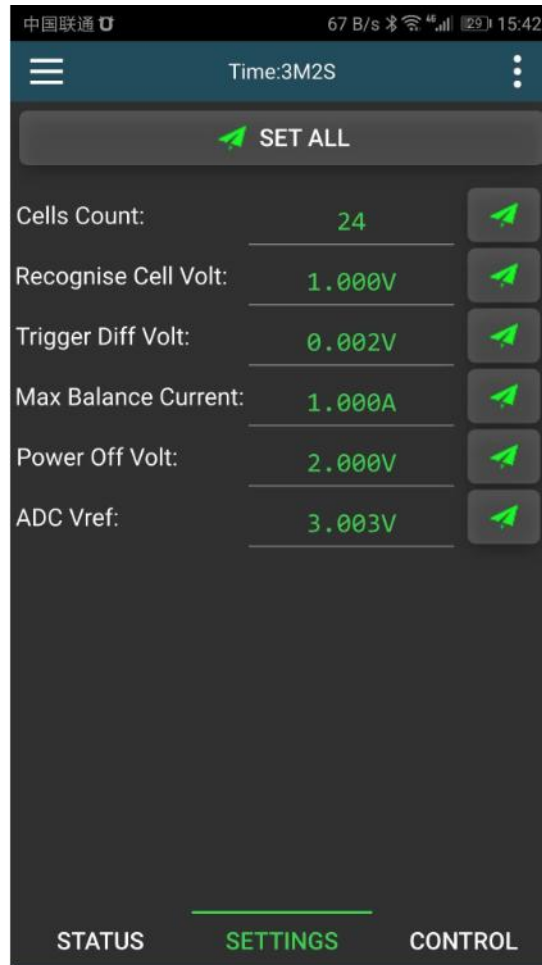 中国联通 67 B/s 46 29 15:42
Time:3M2S
SET ALL
Cells Count: 24
Recognise Cell Volt: 1.000V
Trigger Diff Volt: 0.002V
Max Balance Current: 1.000A
Power Off Volt: 2.000V
ADC Vref: 3.003V
STATUS SETTINGS CONTROL